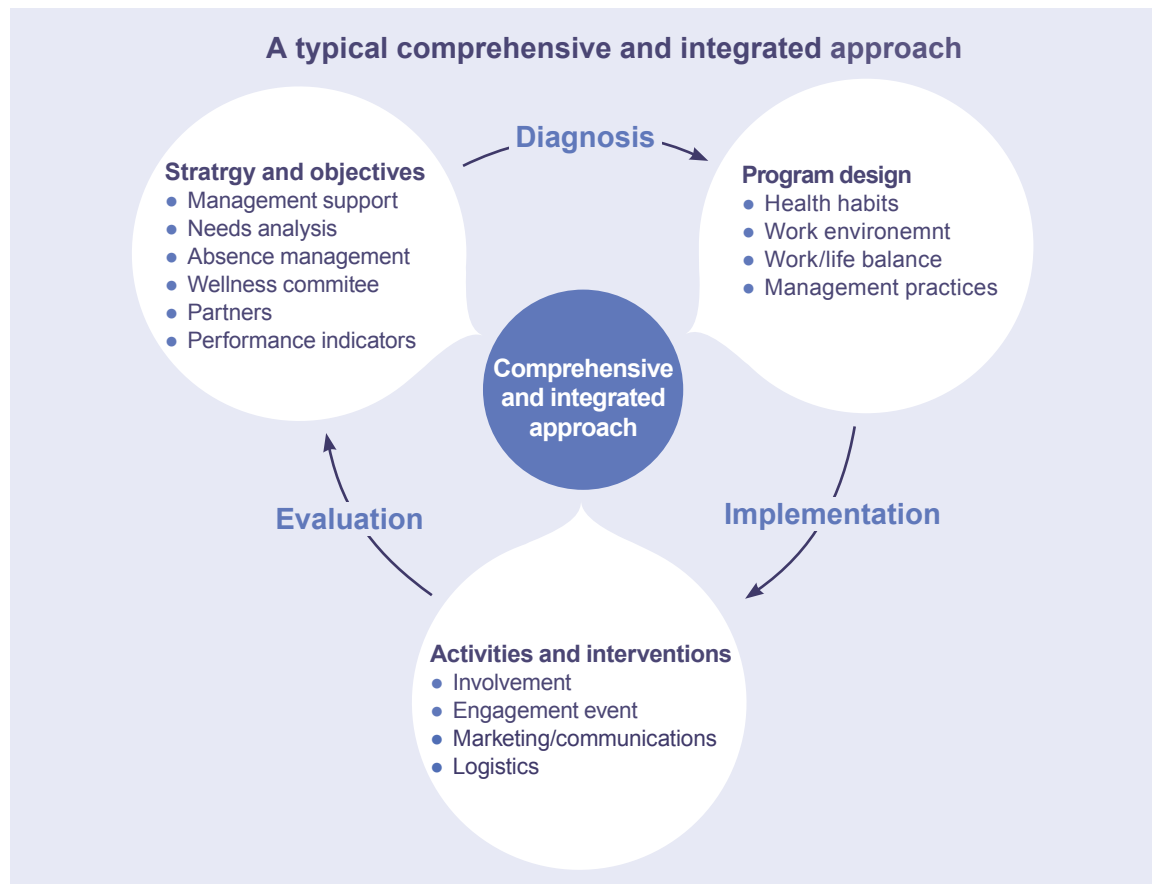 A typical comprehensive and integrated approach
Diagnosis
Stratrgy and objectives
Management support
Needs analysis
Absence management
Wellness commitee
Partners
Performance indicators
Program design
Health habits
Work environemnt
Work/life balance
Management practices
Comprehensive
and integrated
approach
Evaluation
Implementation
Activities and interventions
Involvement
Engagement event
Marketing/communications
Logistics